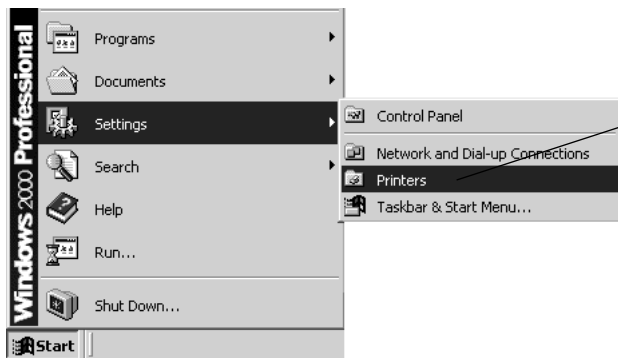 Windows 2000 Professional
Programs
Documents
Settings
Search
Help
Run...
Shut Down...
Control Panel
Network and Dial-up Connections
Printers
Taskbar & Start Menu...
Start